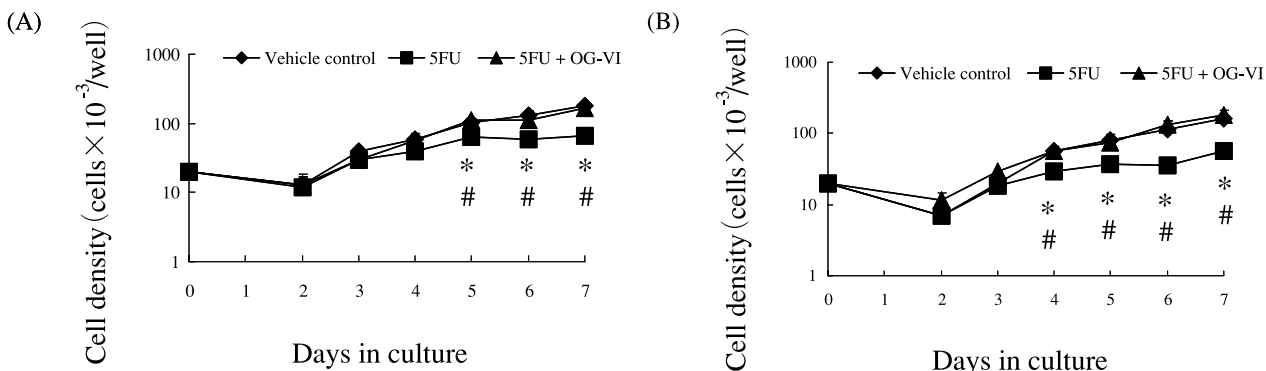 (A)
Cell density (cells×10⁻³/well)
1000
100
10
1
Vehicle control 5FU 5FU + OG-VI
* * *
# # #
0 1 2 3 4 5 6 7
Days in culture
(B)
Cell density (cells×10⁻³/well)
1000
100
10
1
Vehicle control 5FU 5FU + OG-VI
* * * *
# # # #
0 1 2 3 4 5 6 7
Days in culture